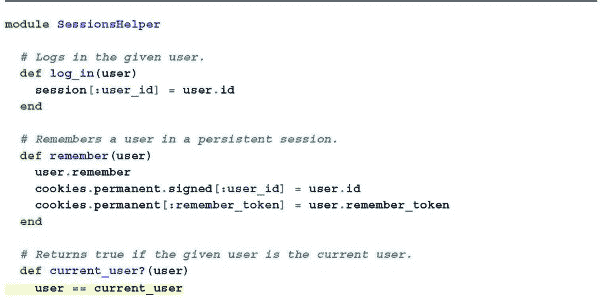 module SessionsHelper
# Logs in the given user.
def log_in(user)
session[:user_id] = user.id
end
# Remembers a user in a persistent session.
def remember(user)
user.remember
cookies.permanent.signed[:user_id] = user.id
cookies.permanent[:remember_token] = user.remember_token
end
# Returns true if the given user is the current user.
def current_user?(user)
user == current_user